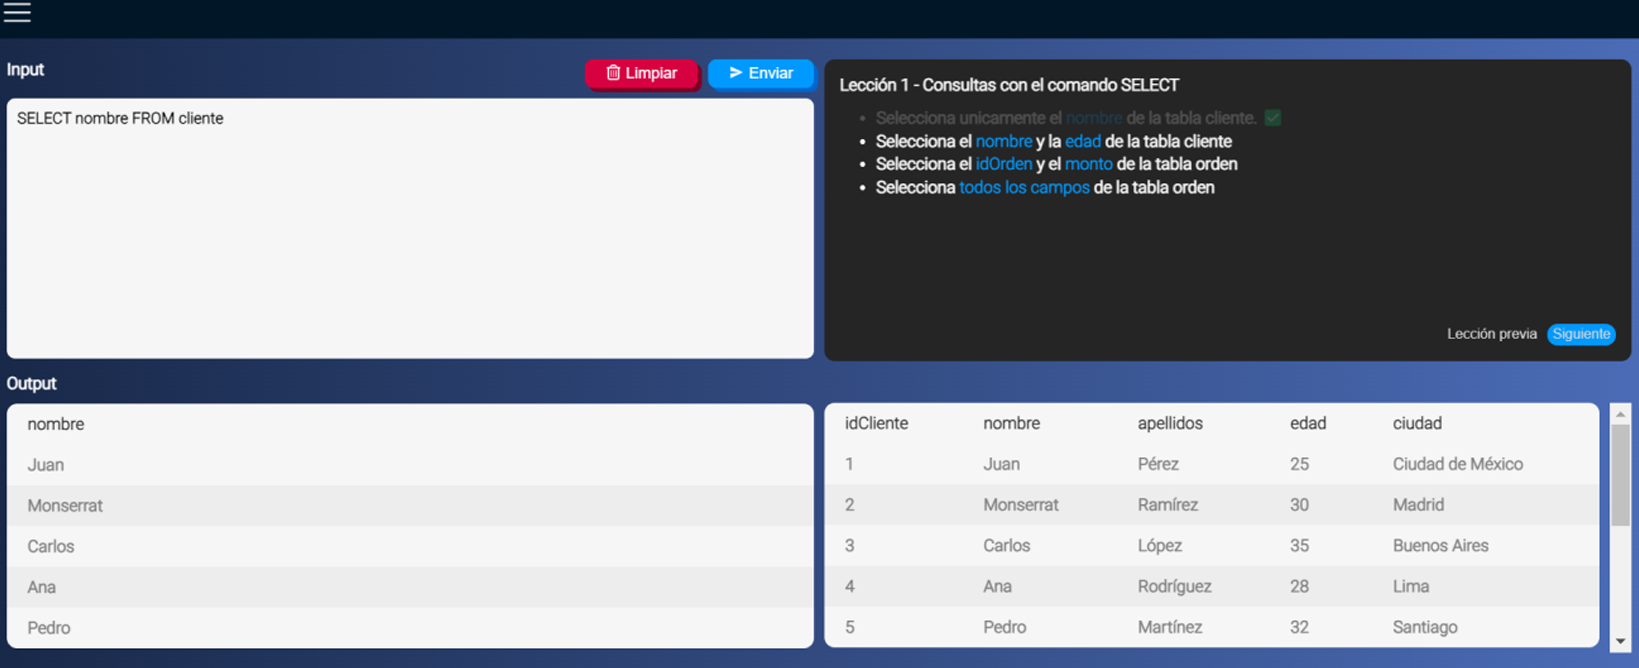 Input
Limpiar
Enviar
SELECT nombre FROM cliente
Lección 1 - Consultas con el comando SELECT
• Selecciona unicamente el nombre de la tabla cliente.
• Selecciona el nombre y la edad de la tabla cliente
• Selecciona el idOrden y el monto de la tabla orden
• Selecciona todos los campos de la tabla orden
Lección previa Siguiente
Output
nombre
Juan
Monserrat
Carlos
Ana
Pedro
idCliente nombre apellidos edad ciudad
1 Juan Pérez 25 Ciudad de México
2 Monserrat Ramírez 30 Madrid
3 Carlos López 35 Buenos Aires
4 Ana Rodríguez 28 Lima
5 Pedro Martínez 32 Santiago